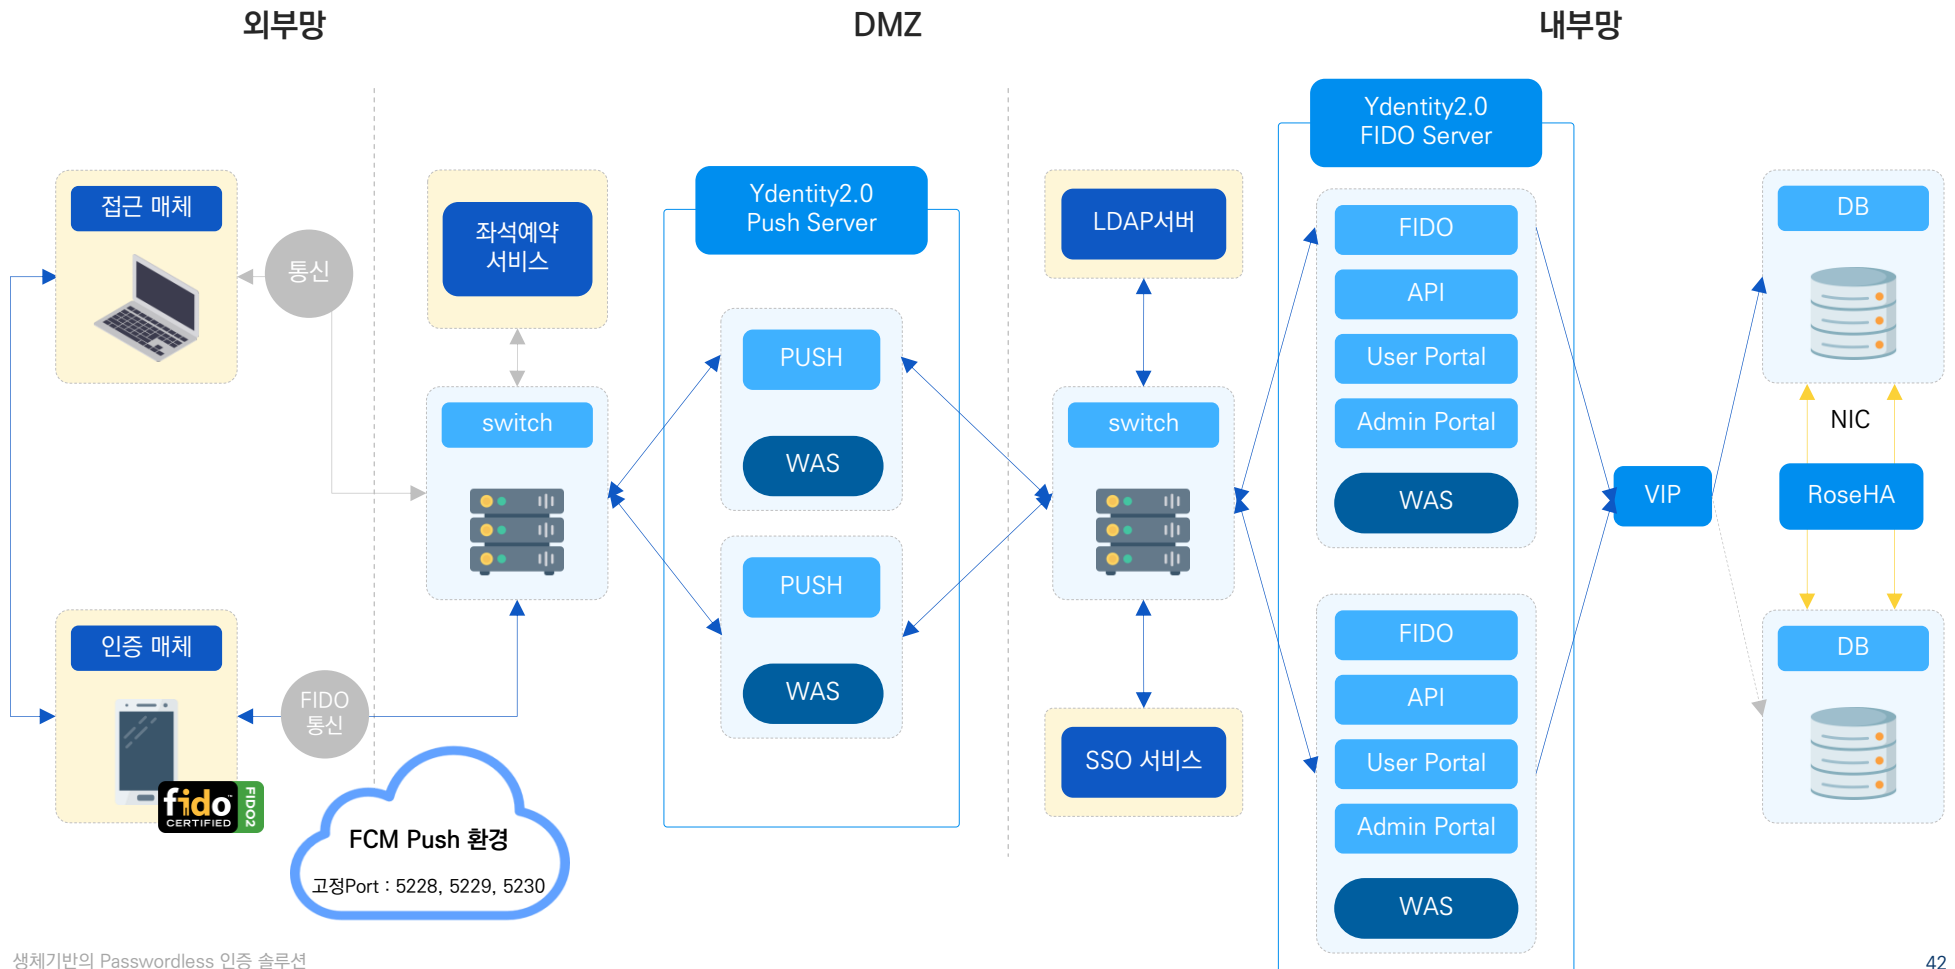 외부망
DMZ
내부망
접근 매체
통신
인증 매체
FIDO
통신
fido
CERTIFIED
FIDO2
FCM Push 환경
고정Port : 5228, 5229, 5230
좌석예약
서비스
switch
Ydentity2.0
Push Server
PUSH
WAS
PUSH
WAS
LDAP서버
switch
SSO 서비스
Ydentity2.0
FIDO Server
FIDO
API
User Portal
Admin Portal
WAS
FIDO
API
User Portal
Admin Portal
WAS
VIP
DB
NIC
RoseHA
DB
생체기반의 Passwordless 인증 솔루션
42